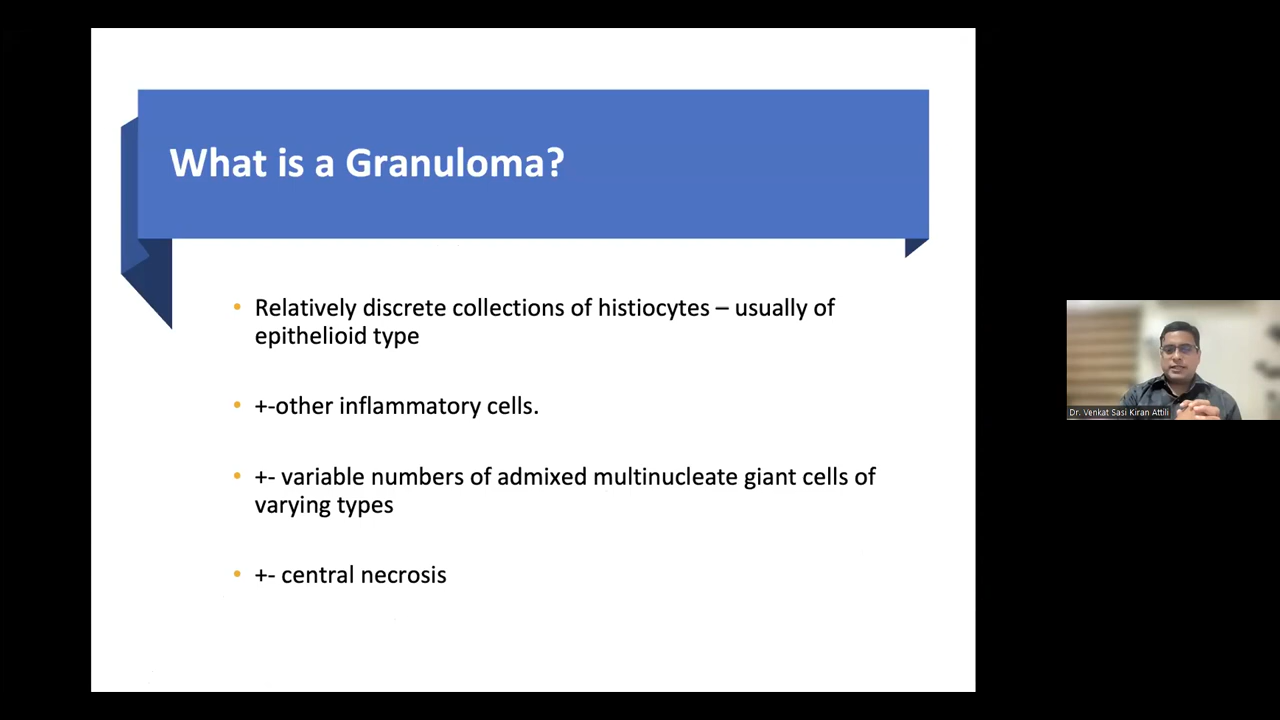 What is a Granuloma?
• Relatively discrete collections of histiocytes – usually of
epithelioid type
• +-other inflammatory cells.
• +- variable numbers of admixed multinucleate giant cells of
varying types
• +- central necrosis
Dr. Venkat Sasi Kiran Attili